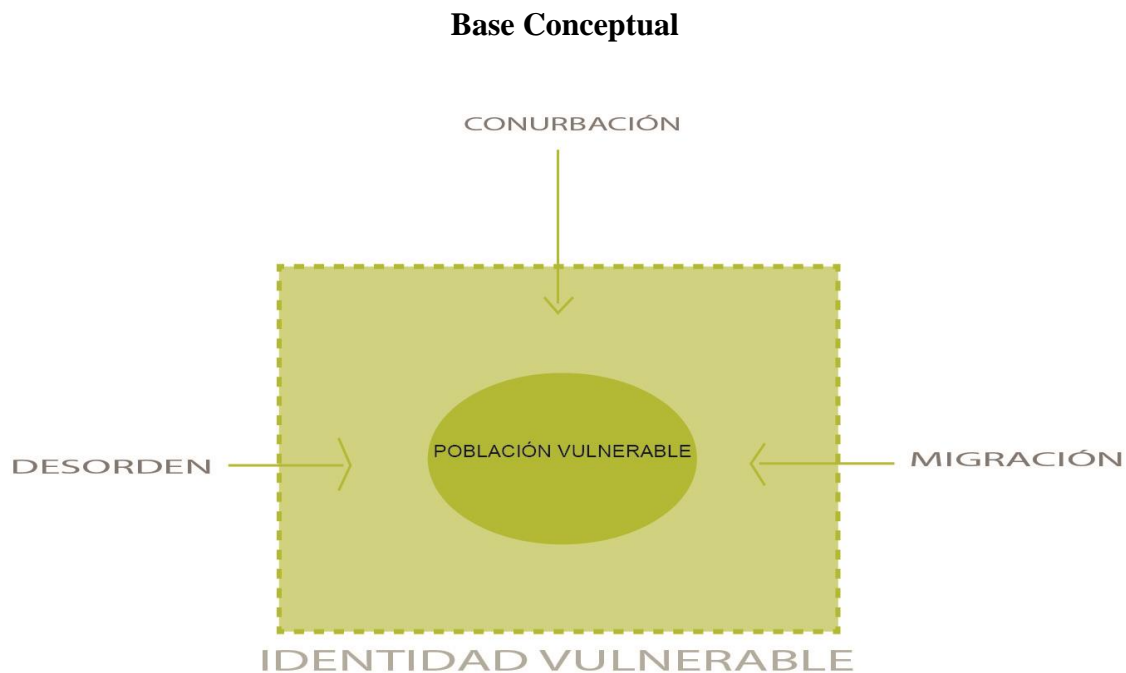 Base Conceptual
CONURBACIÓN
POBLACIÓN VULNERABLE
DESORDEN
MIGRACIÓN
IDENTIDAD VULNERABLE